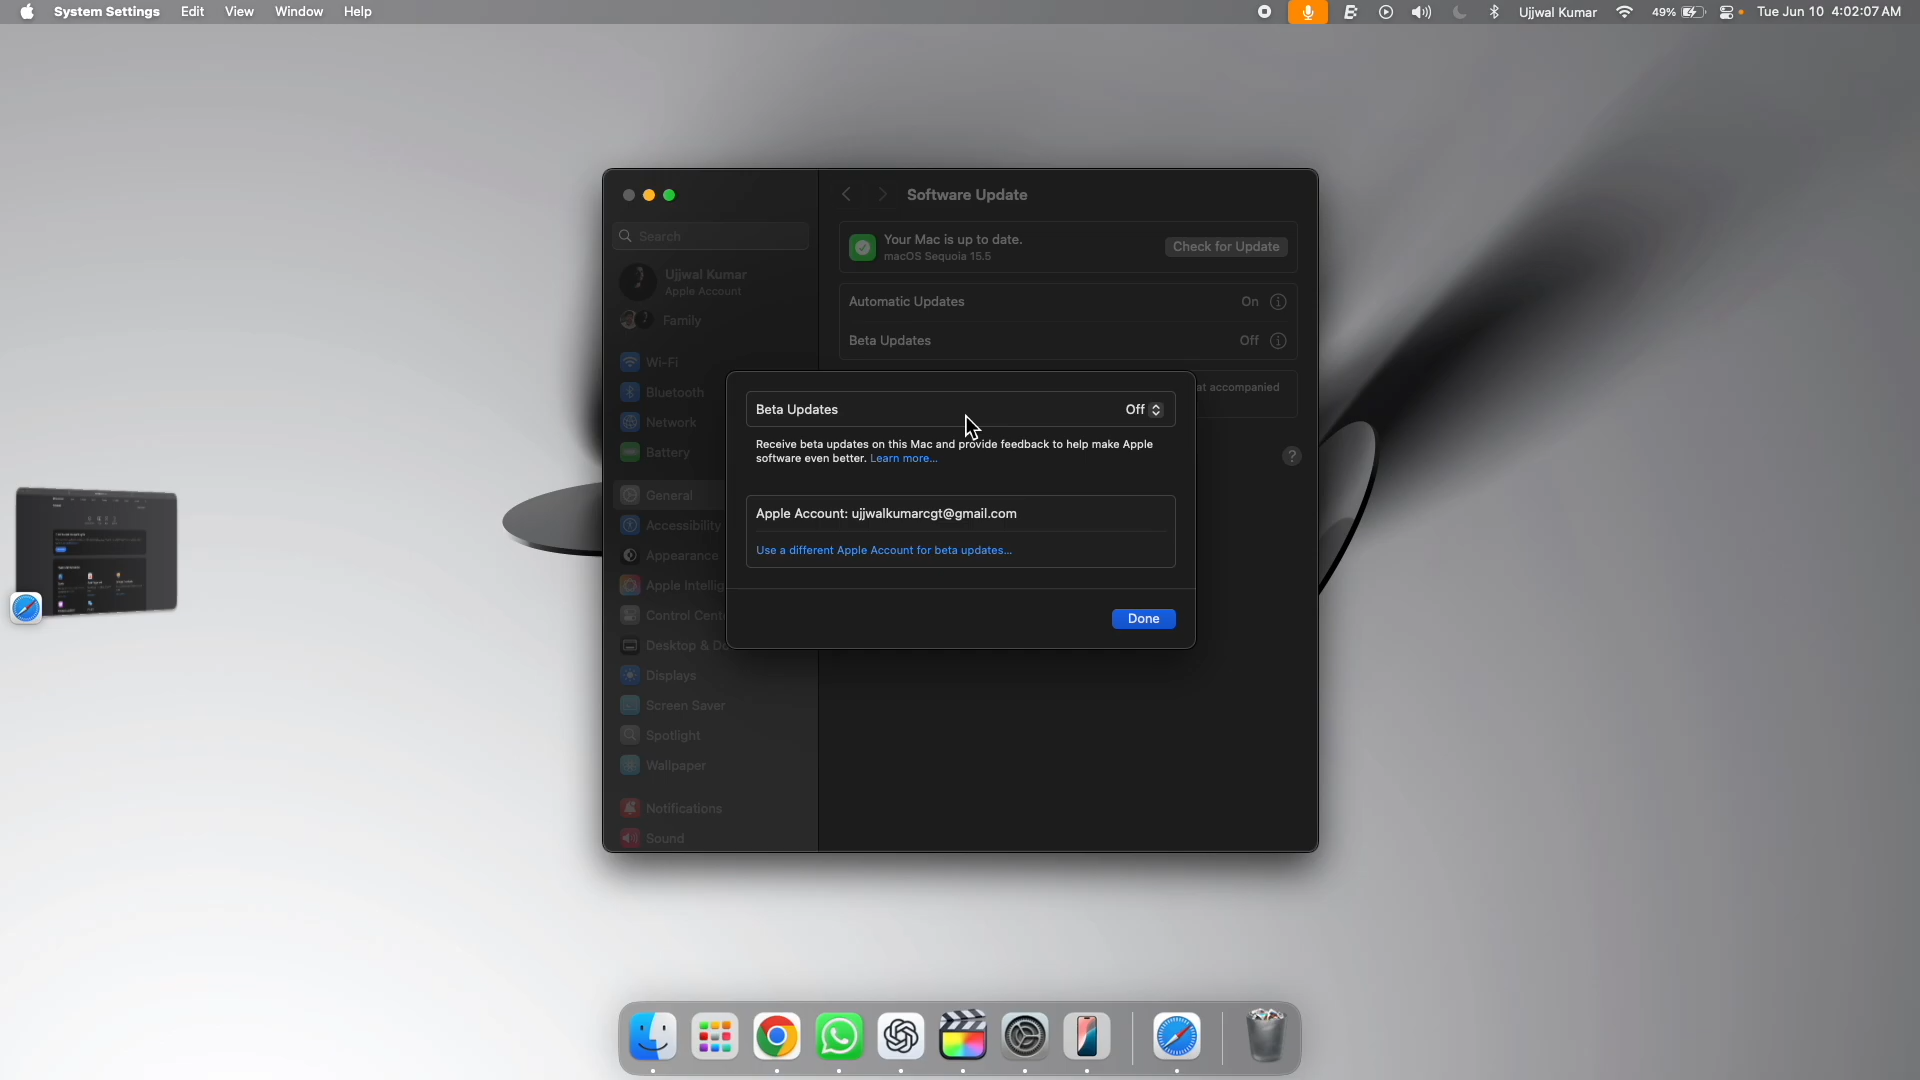 System Settings Edit View Window Help
Ujjwal Kumar 49% Tue Jun 10 4:02:07 AM
Software Update
Search
Your Mac is up to date.
macOS Sequoia 15.5
Check for Update
Ujjwal Kumar
Apple Account
Family
Automatic Updates On
Beta Updates Off
at accompanied
Wi-Fi
Bluetooth
Network
Battery
General
Accessibility
Appearance
Apple Intellig
Control Cent
Desktop & Do
Displays
Screen Saver
Spotlight
Wallpaper
Notifications
Sound
Beta Updates Off
Receive beta updates on this Mac and provide feedback to help make Apple
software even better. Learn more...
Apple Account: ujjwalkumarcgt@gmail.com
Use a different Apple Account for beta updates...
Done
?